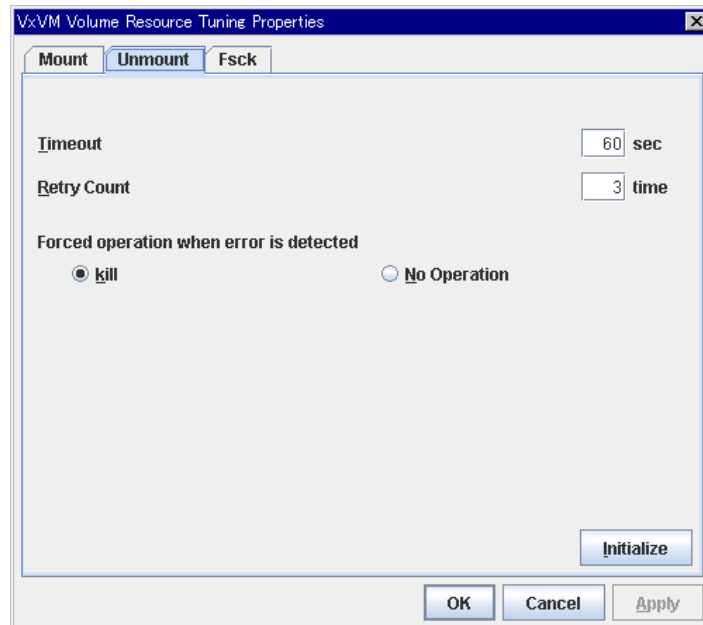 VxVM Volume Resource Tuning Properties
Mount Unmount Fsck
Timeout 60 sec
Retry Count 3 time
Forced operation when error is detected
kill No Operation
Initialize
OK Cancel Apply